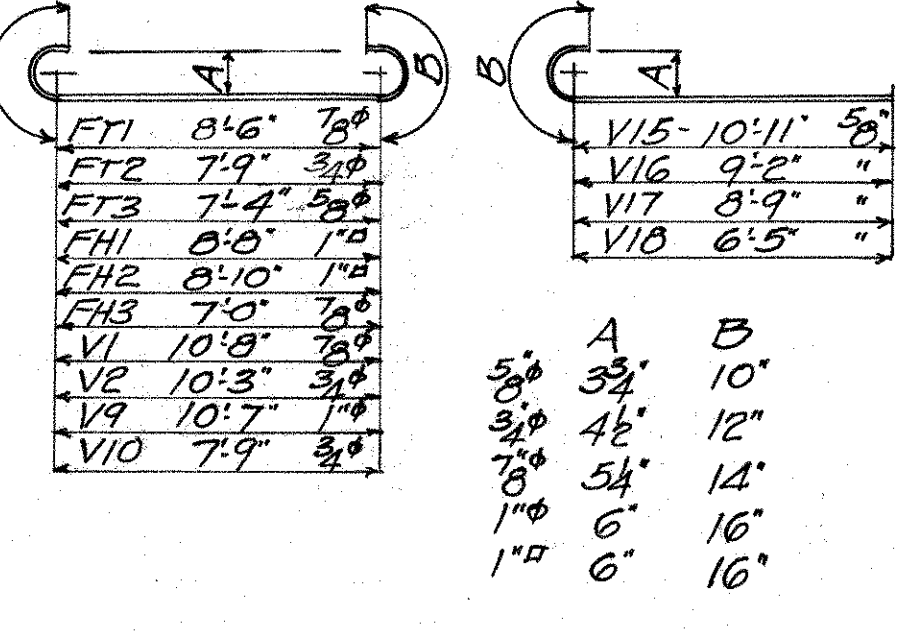 A B
FT1 8'-6" 7/8"ϕ
FT2 7'-9" 3/4ϕ
FT3 7'-4" 5/8"ϕ
FH1 8'-8" 1"□
FH2 8'-10" 1"□
FH3 7'-0" 7/8"ϕ
V1 10'-8" 7/8"ϕ
V2 10'-3" 3/4"ϕ
V9 10'-7" 1"ϕ
V10 7'-9" 3/4"ϕ
B A
V15- 10'-11" 5/8"
V16 9'-2" "
V17 8'-9" "
V18 6'-5" "
A B
5/8"ϕ 3 3/4" 10"
3/4"ϕ 4 1/2" 12"
7/8"ϕ 5 1/4" 14"
1"ϕ 6" 16"
1"□ 6" 16"